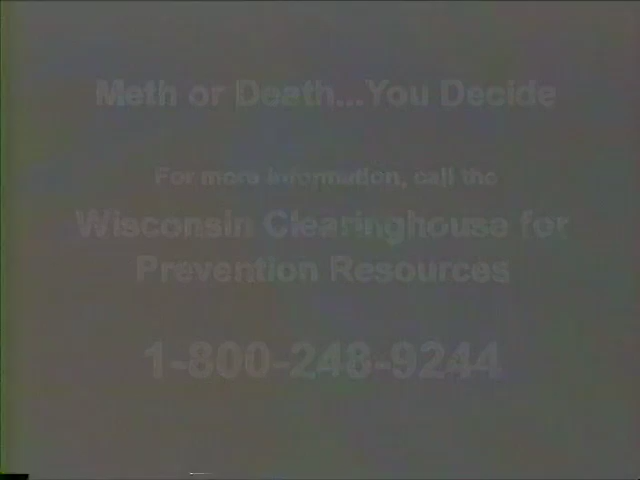 Meth or Death...You Decide
For more information, call the
Wisconsin Clearinghouse for
Prevention Resources
1-800-248-9244